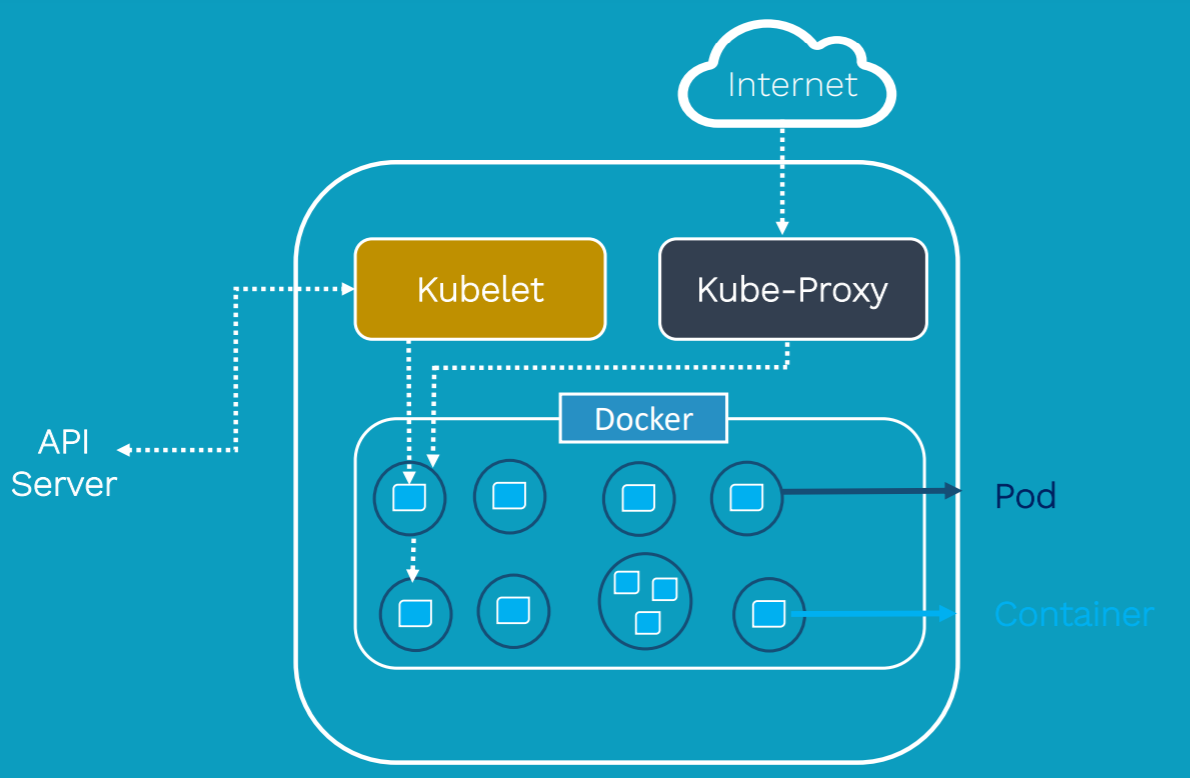 Internet
Kubelet
Kube-Proxy
Docker
API
Server
Pod
Container